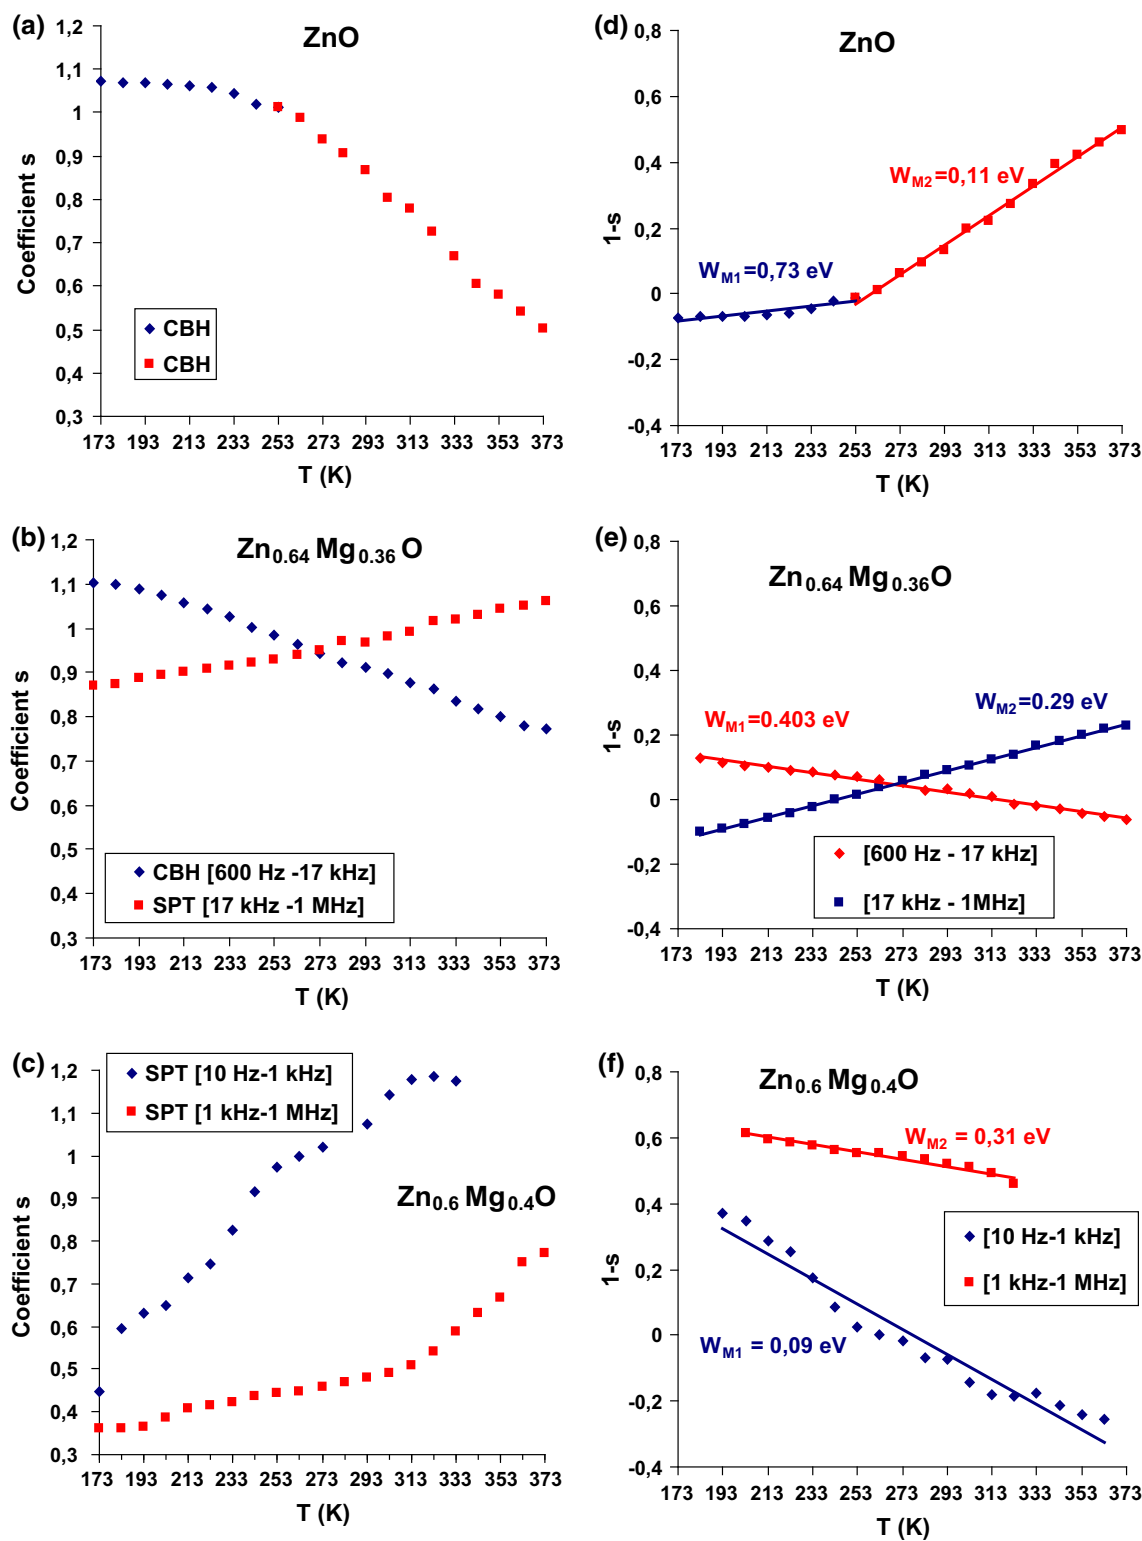 (a)
ZnO
1,2
1,1
1
0,9
0,8
0,7
0,6
0,5
0,4
0,3
Coefficient s
CBH
CBH
173 193 213 233 253 273 293 313 333 353 373
T (K)
(d)
ZnO
0,8
0,6
0,4
0,2
0
-0,2
-0,4
1-s
W_M2=0,11 eV
W_M1=0,73 eV
173 193 213 233 253 273 293 313 333 353 373
T (K)
(b)
Zn0.64 Mg0.36 O
1,2
1,1
1
0,9
0,8
0,7
0,6
0,5
0,4
0,3
Coefficient s
CBH [600 Hz -17 kHz]
SPT [17 kHz -1 MHz]
173 193 213 233 253 273 293 313 333 353 373
T (K)
(e)
Zn0.64 Mg0.36O
0,8
0,6
0,4
0,2
0
-0,2
-0,4
1-s
W_M1=0.403 eV
W_M2=0.29 eV
[600 Hz - 17 kHz]
[17 kHz - 1MHz]
173 193 213 233 253 273 293 313 333 353 373
T (K)
(c)
SPT [10 Hz-1 kHz]
SPT [1 kHz-1 MHz]
1,2
1,1
1
0,9
0,8
0,7
0,6
0,5
0,4
0,3
Coefficient s
Zn0.6 Mg0.4O
173 193 213 233 253 273 293 313 333 353 373
T (K)
(f)
Zn0.6 Mg0.4O
0,8
0,6
0,4
0,2
0
-0,2
-0,4
1-s
W_M2 = 0,31 eV
[10 Hz-1 kHz]
[1 kHz-1 MHz]
W_M1 = 0,09 eV
173 193 213 233 253 273 293 313 333 353 373
T (K)